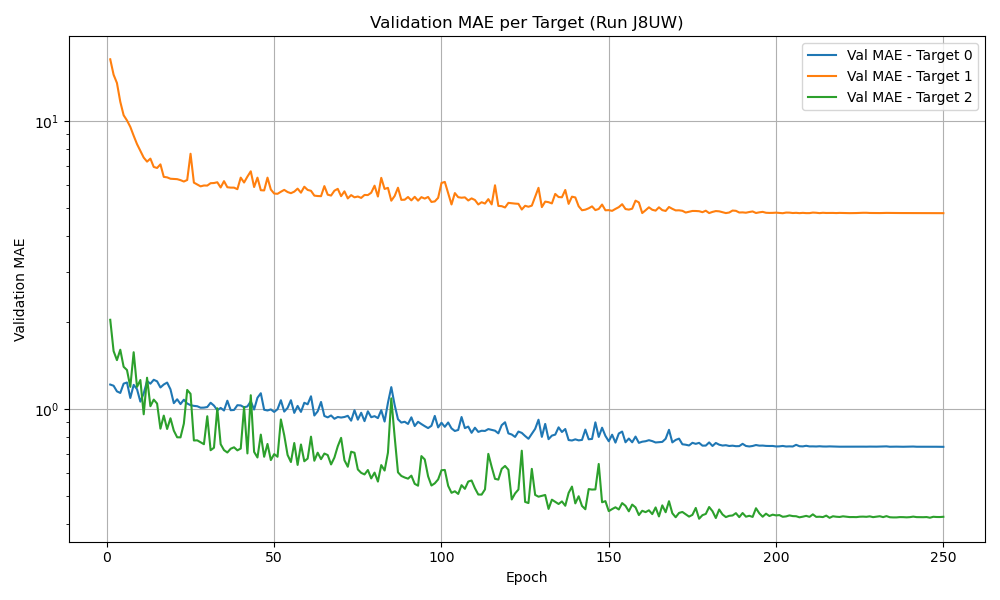 Validation MAE per Target (Run J8UW)
Val MAE - Target 0
Val MAE - Target 1
Val MAE - Target 2
Validation MAE
10¹
10⁰
0 50 100 150 200 250
Epoch